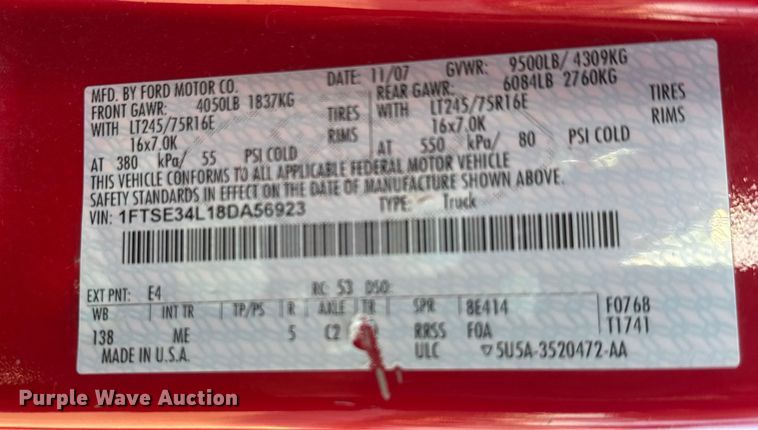 MFD. BY FORD MOTOR CO.
DATE: 11/07 GVWR: 9500LB/ 4309KG
FRONT GAWR: 4050LB 1837KG REAR GAWR: 6084LB 2760KG
WITH LT245/75R16E TIRES WITH LT245/75R16E TIRES
16x7.0K RIMS 16x7.0K RIMS
AT 380 kPa/ 55 PSI COLD AT 550 kPa/ 80 PSI COLD
THIS VEHICLE CONFORMS TO ALL APPLICABLE FEDERAL MOTOR VEHICLE
SAFETY STANDARDS IN EFFECT ON THE DATE OF MANUFACTURE SHOWN ABOVE.
VIN: 1FTSE34L18DA56923 TYPE: Truck
EXT PNT: E4 RC: 53 DSO:
WB INT TR TP/PS R AXLE TR SPR 8E414 F0768
138 ME 5 C2 RRSS FOA T1741
MADE IN U.S.A. ULC ▽5U5A-3520472-AA
Purple Wave Auction